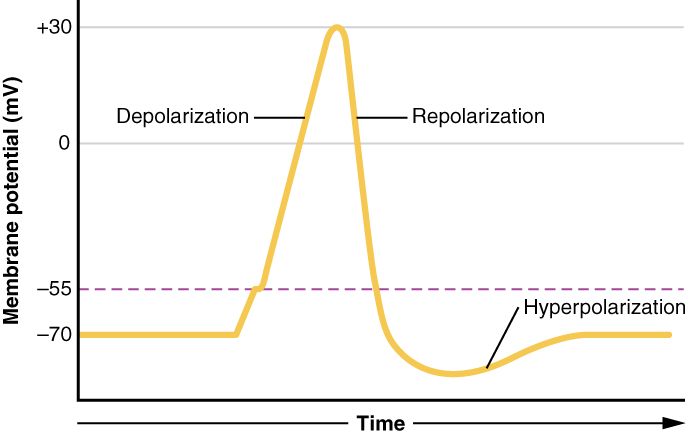 Membrane potential (mV)
+30
0
–55
–70
Depolarization
Repolarization
Hyperpolarization
Time